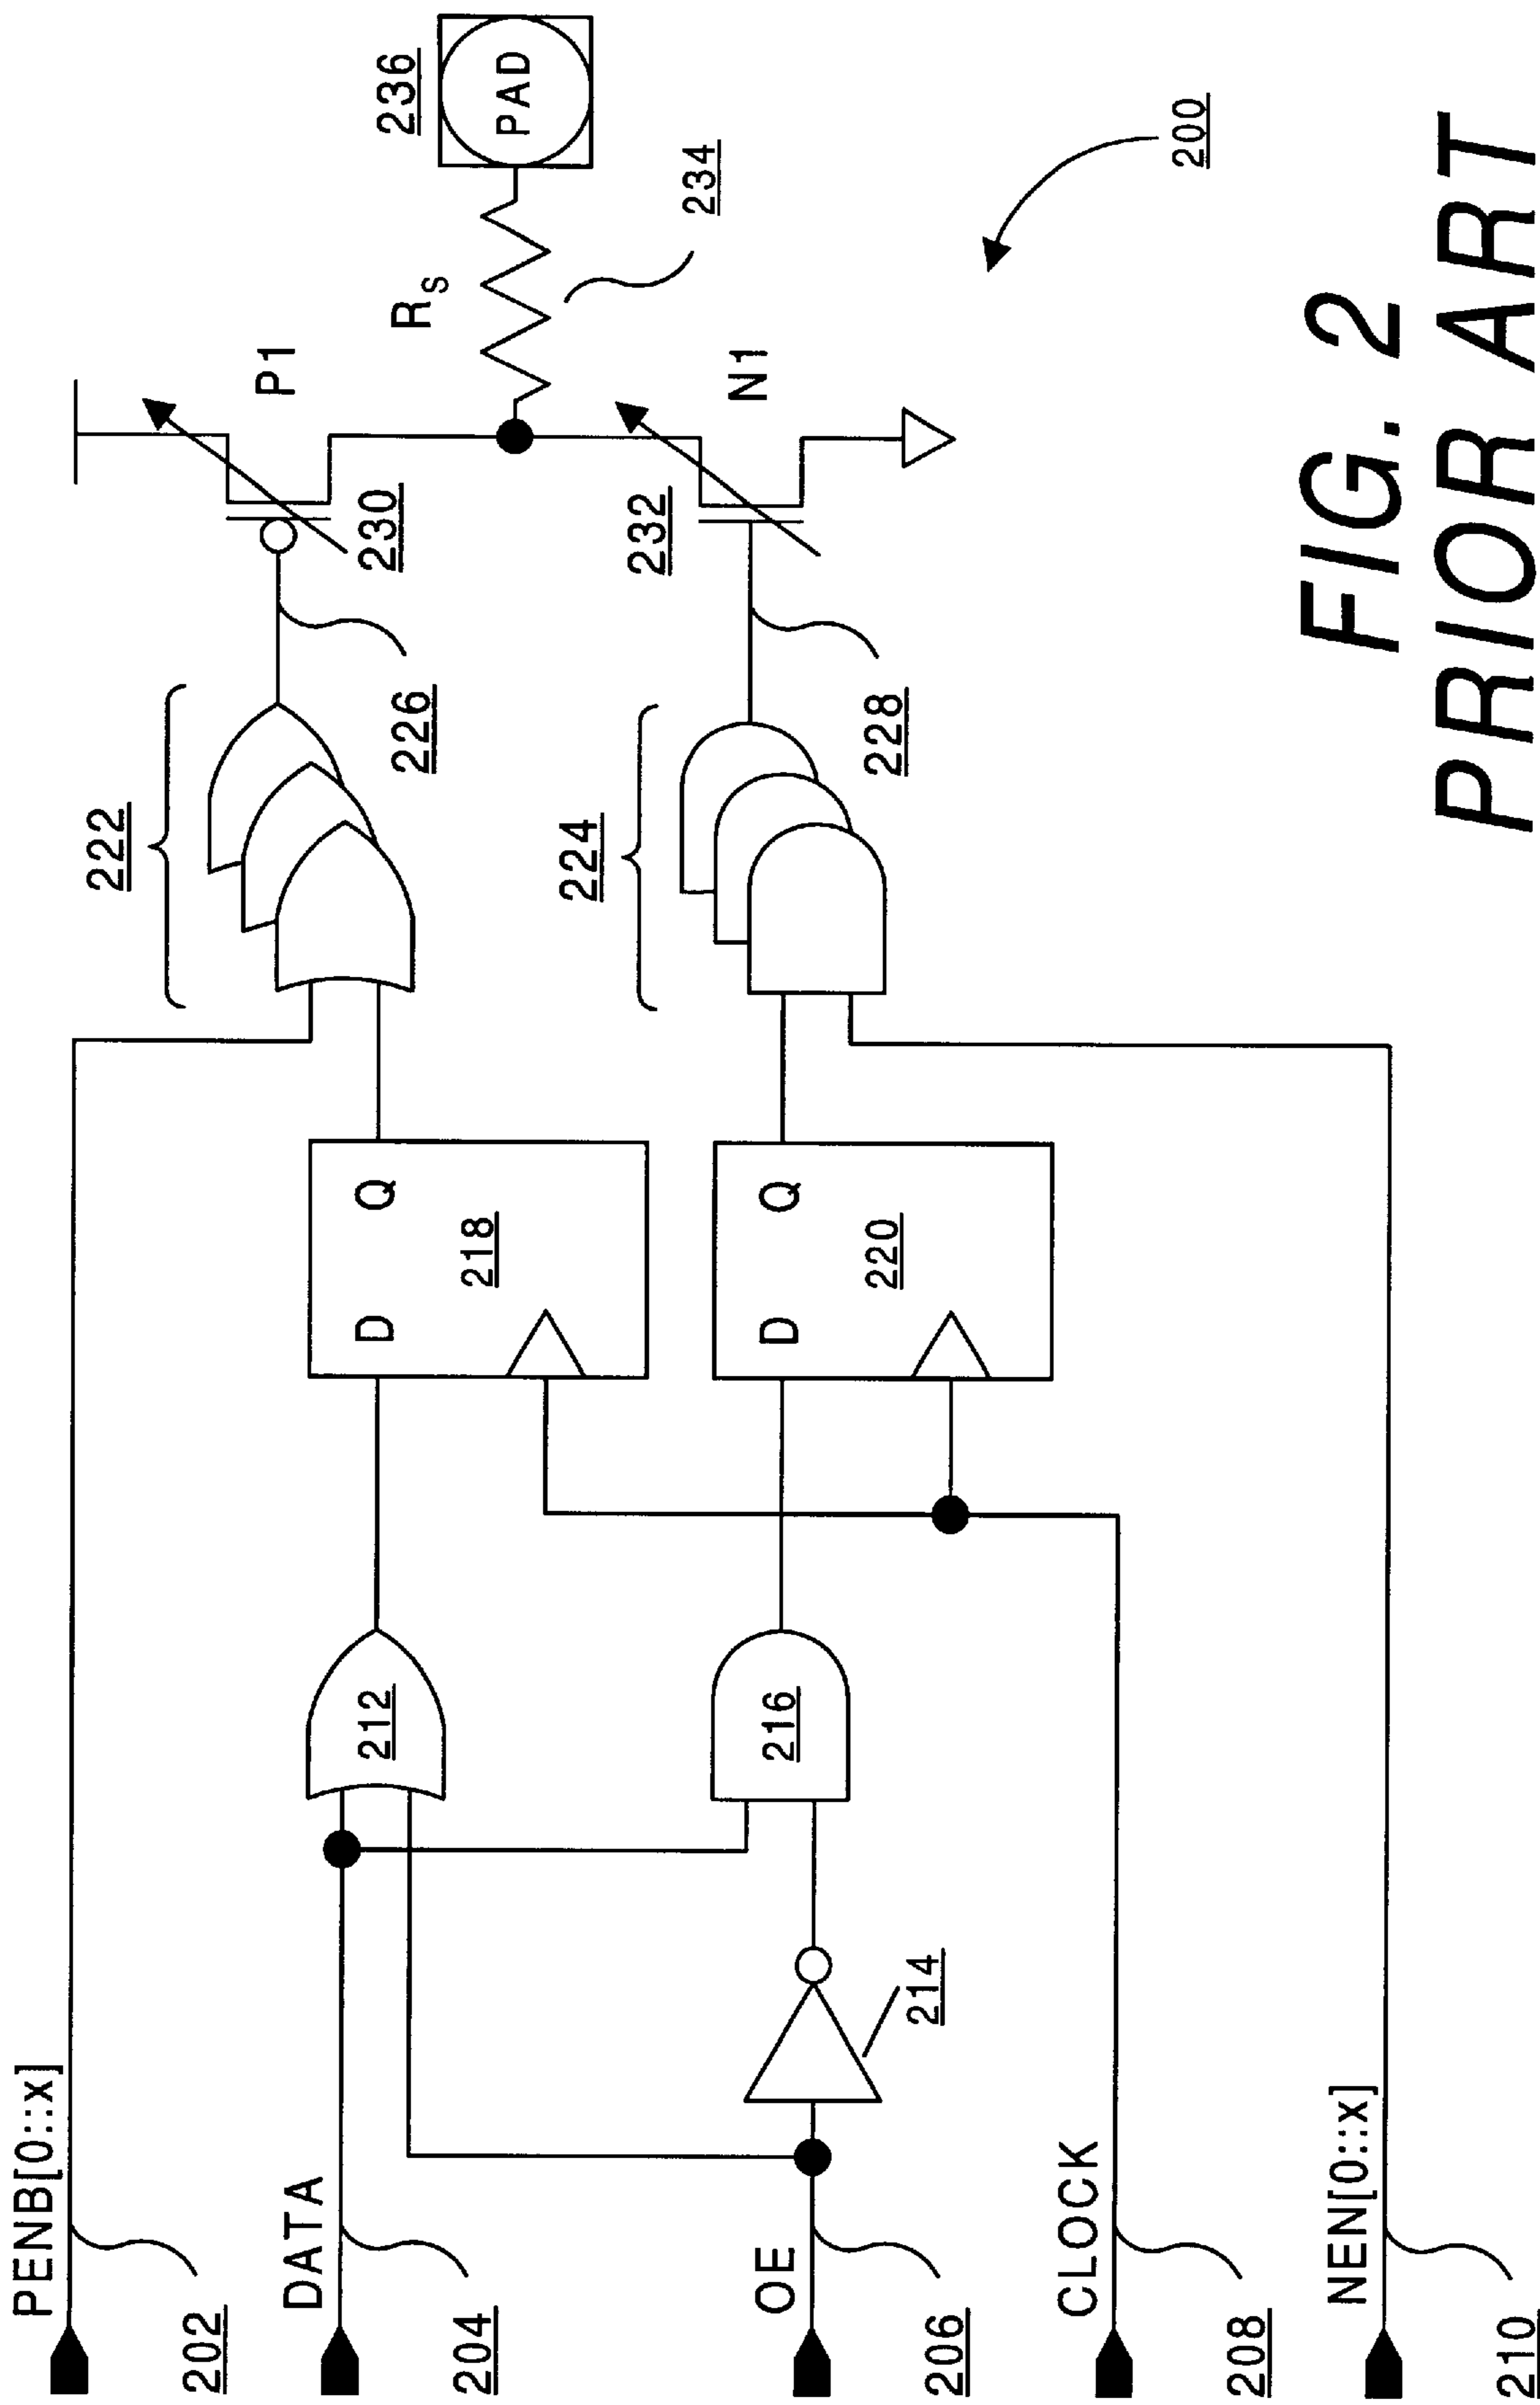 PENB[0::x]
202
DATA
204
OE
206
CLOCK
208
NEN[0::x]
210
212
214
216
D Q
218
D Q
220
222
224
226
228
P1
230
N1
232
RS
234
236
PAD
200
FIG. 2
PRIOR ART